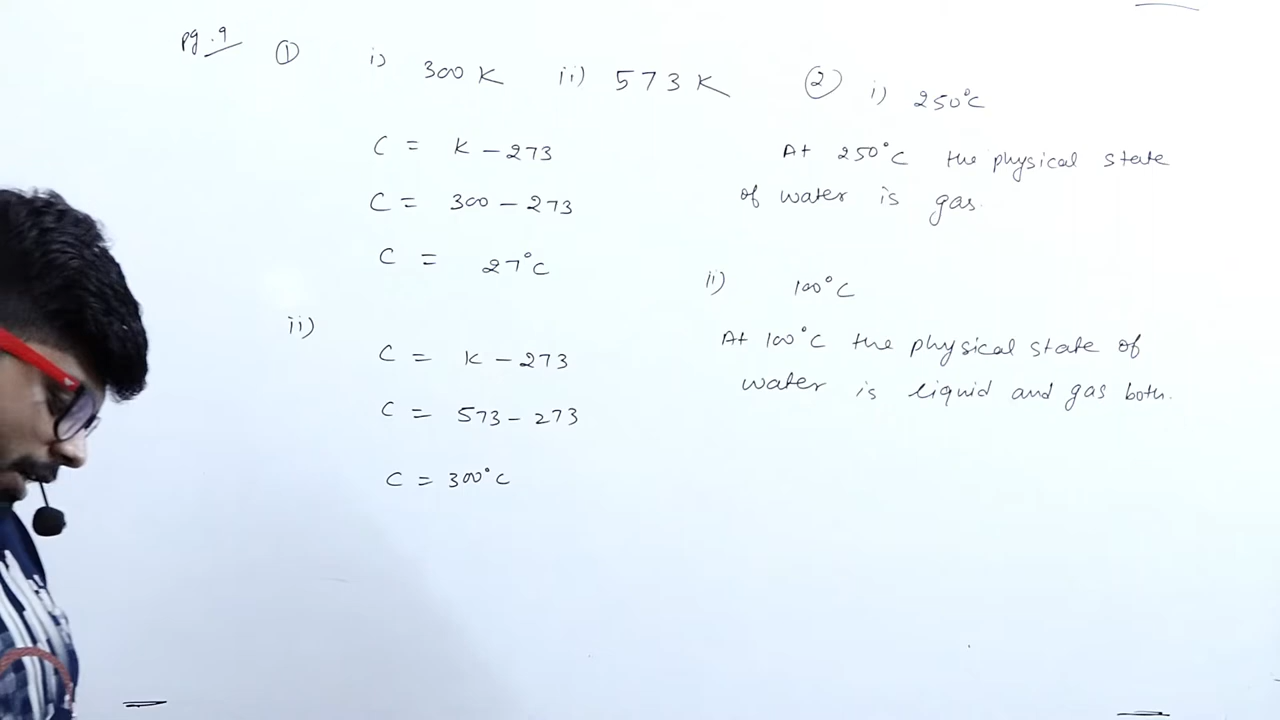 pg.9 ① i) 300 K ii) 573 K
C = K - 273
C = 300 - 273
C = 27°C
ii)
C = K - 273
C = 573 - 273
C = 300°C
② i) 250°C
At 250°C the physical state
of water is gas.
ii) 100°C
At 100°C the physical state of
water is liquid and gas both.